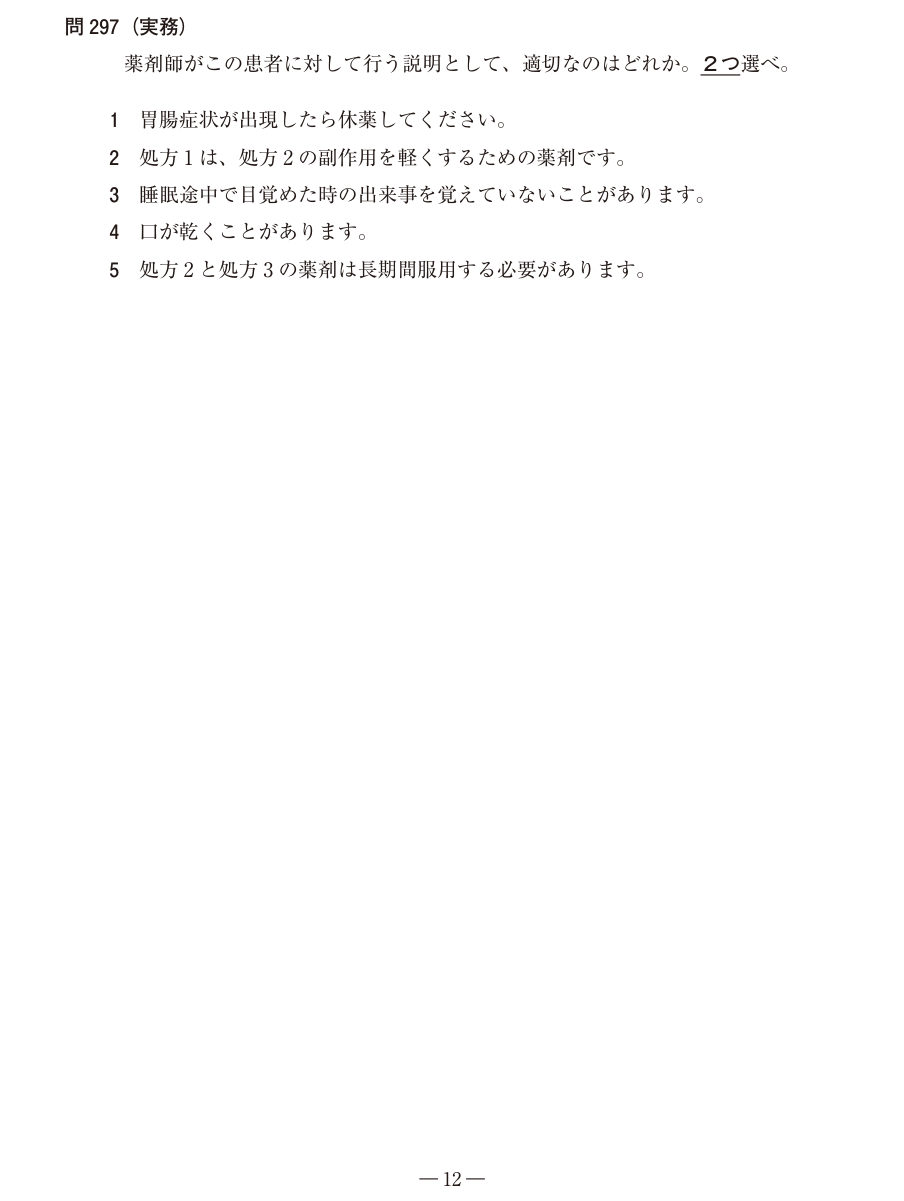 問 297（実務）
薬剤師がこの患者に対して行う説明として、適切なのはどれか。２つ選べ。
1 胃腸症状が出現したら休薬してください。
2 処方１は、処方２の副作用を軽くするための薬剤です。
3 睡眠途中で目覚めた時の出来事を覚えていないことがあります。
4 口が乾くことがあります。
5 処方２と処方３の薬剤は長期間服用する必要があります。
― 12 ―